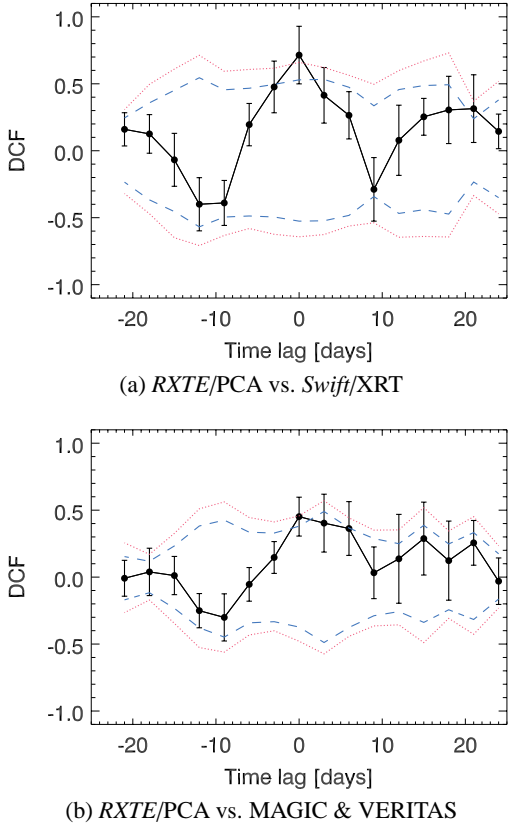 1.0
0.5
0.0
-0.5
-1.0
DCF
-20 -10 0 10 20
Time lag [days]
(a) RXTE/PCA vs. Swift/XRT
1.0
0.5
0.0
-0.5
-1.0
DCF
-20 -10 0 10 20
Time lag [days]
(b) RXTE/PCA vs. MAGIC & VERITAS